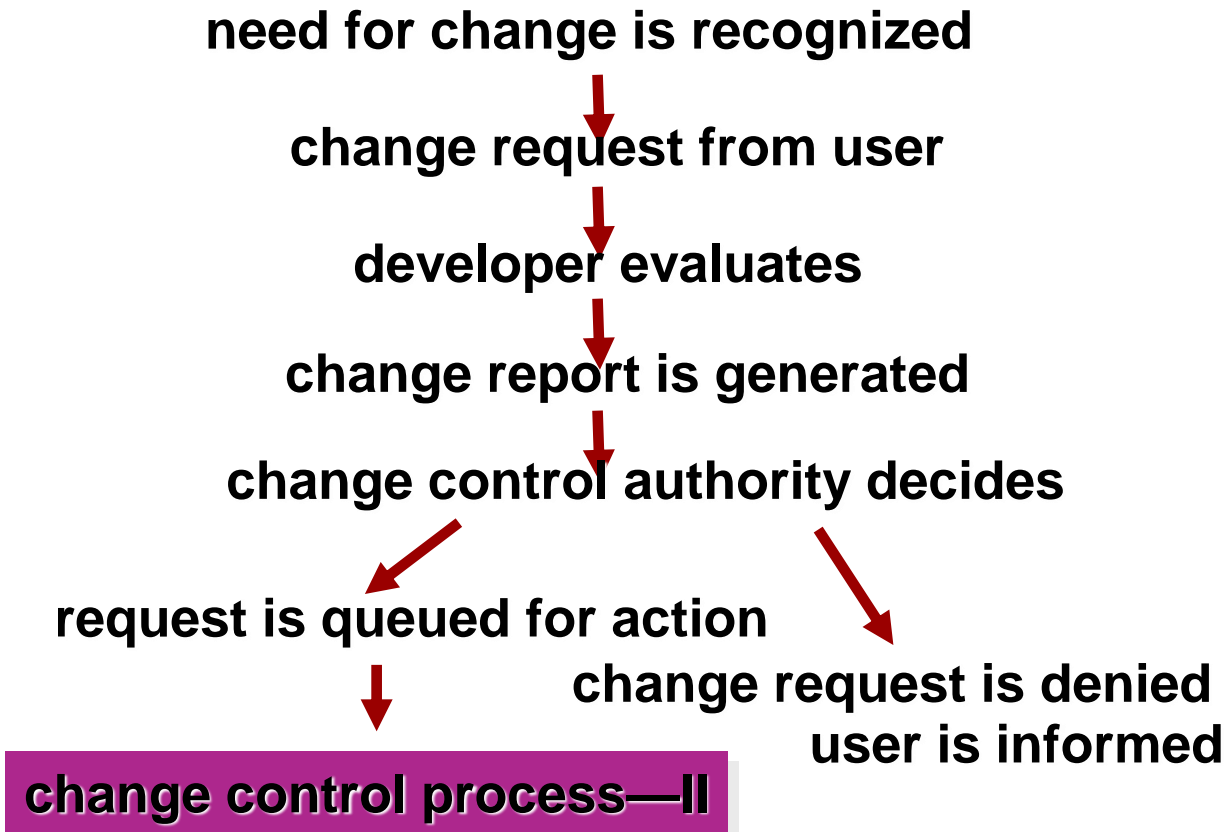 need for change is recognized
change request from user
developer evaluates
change report is generated
change control authority decides
request is queued for action
change request is denied
user is informed
change control process—II